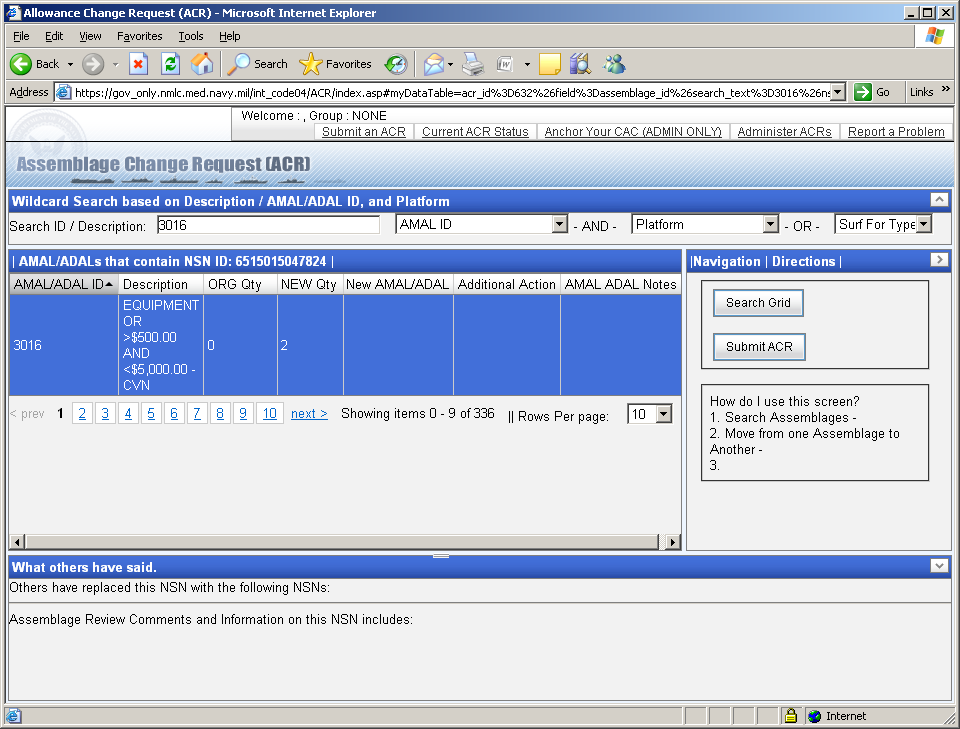 Allowance Change Request (ACR) - Microsoft Internet Explorer
File Edit View Favorites Tools Help
Back Search Favorites
Address https://gov_only.nmlc.med.navy.mil/int_code04/ACR/index.asp#myDataTable=acr_id%3D632%26field%3Dassemblage_id%26search_text%3D3016%26ns Go Links »
Welcome : , Group : NONE
Submit an ACR Current ACR Status Anchor Your CAC (ADMIN ONLY) Administer ACRs Report a Problem
Assemblage Change Request (ACR)
Wildcard Search based on Description / AMAL/ADAL ID, and Platform
Search ID / Description: 3016 AMAL ID - AND - Platform - OR - Surf For Type
| AMAL/ADALs that contain NSN ID: 6515015047824 |
|Navigation | Directions |
AMAL/ADAL ID Description ORG Qty NEW Qty New AMAL/ADAL Additional Action AMAL ADAL Notes
3016 EQUIPMENT OR >$500.00 AND <$5,000.00 - CVN 0 2
< prev 1 2 3 4 5 6 7 8 9 10 next > Showing items 0 - 9 of 336 || Rows Per page: 10
Search Grid
Submit ACR
How do I use this screen?
1. Search Assemblages -
2. Move from one Assemblage to
Another -
3.
What others have said.
Others have replaced this NSN with the following NSNs:
Assemblage Review Comments and Information on this NSN includes:
Internet